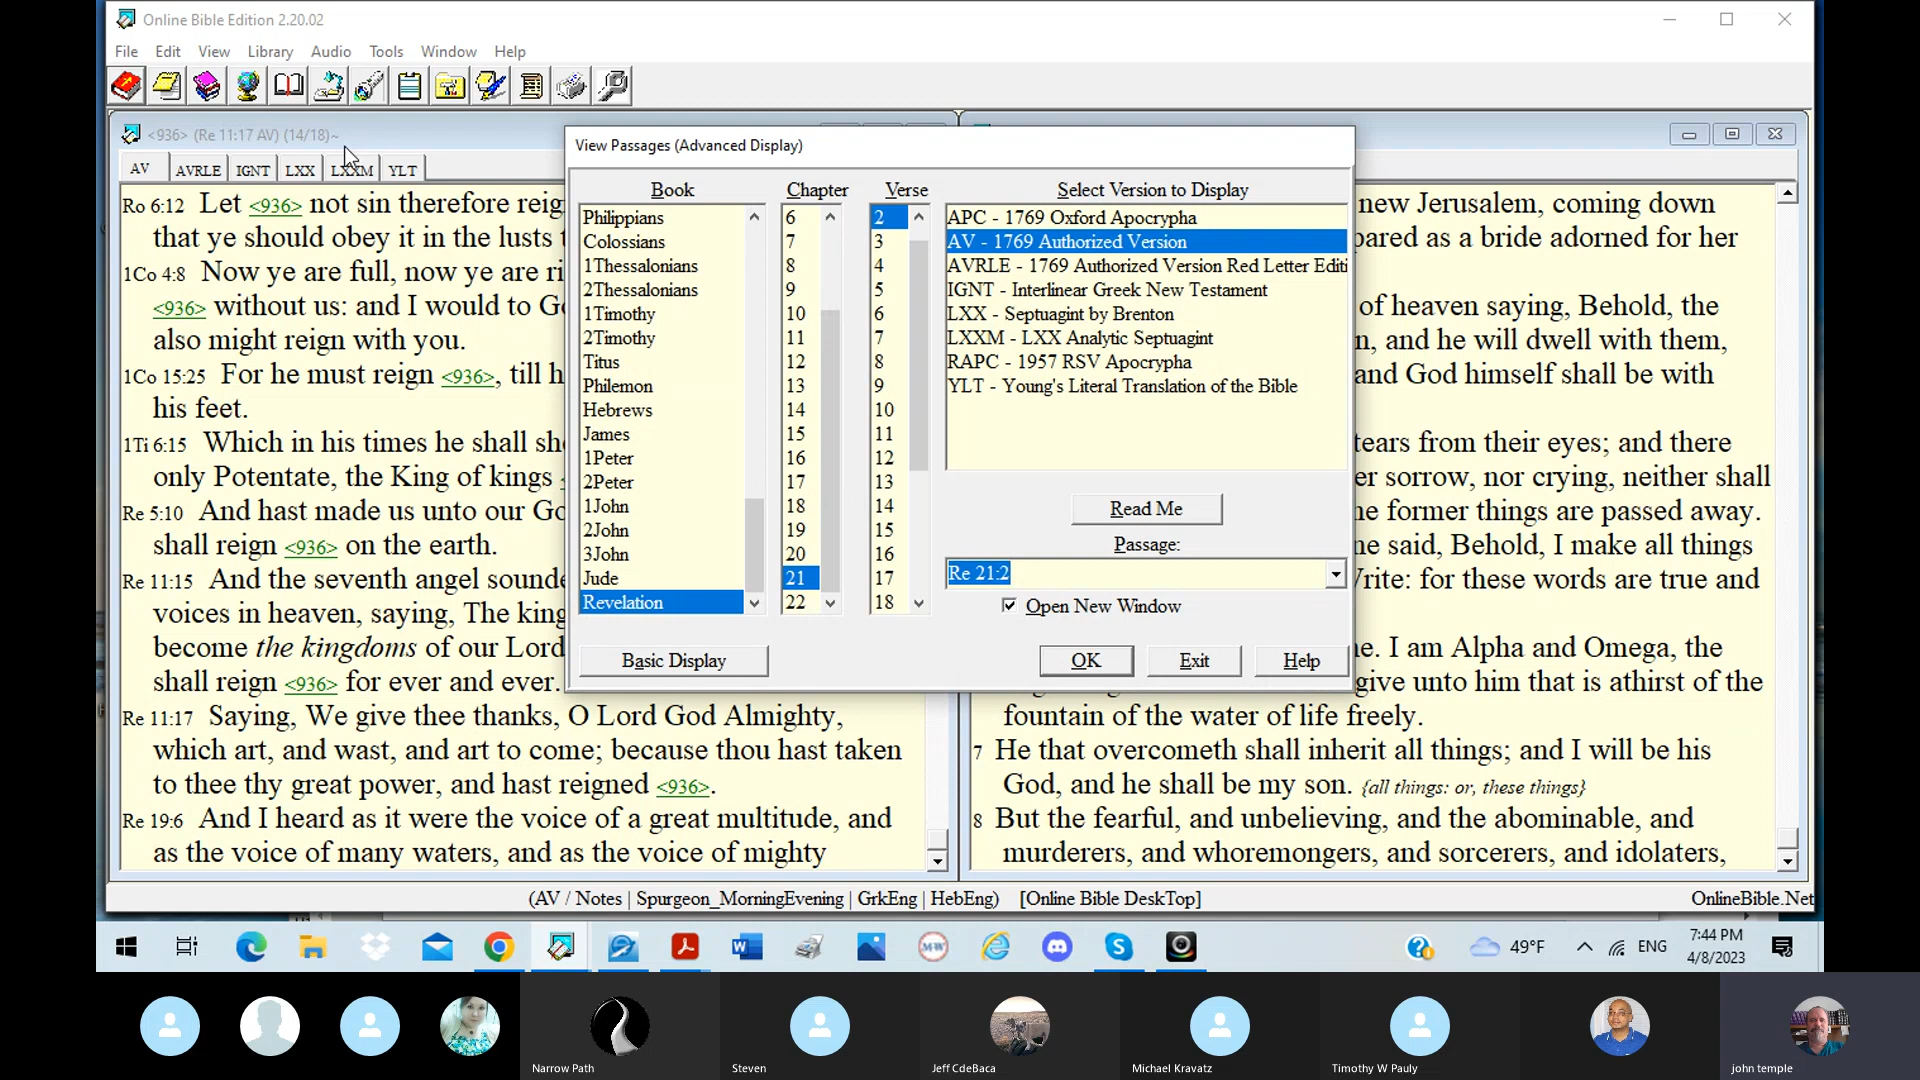 Online Bible Edition 2.20.02
File Edit View Library Audio Tools Window Help
<936> (Re 11:17 AV) (14/18)~
AV AVRLE IGNT LXX LXXM YLT
Ro 6:12 Let <936> not sin therefore reig
that ye should obey it in the lusts t
1Co 4:8 Now ye are full, now ye are ri
<936> without us: and I would to Go
also might reign with you.
1Co 15:25 For he must reign <936>, till h
his feet.
1Ti 6:15 Which in his times he shall sh
only Potentate, the King of kings
Re 5:10 And hast made us unto our Go
shall reign <936> on the earth.
Re 11:15 And the seventh angel sounde
voices in heaven, saying, The king
become the kingdoms of our Lord
shall reign <936> for ever and ever.
Re 11:17 Saying, We give thee thanks, O Lord God Almighty,
which art, and wast, and art to come; because thou hast taken
to thee thy great power, and hast reigned <936>.
Re 19:6 And I heard as it were the voice of a great multitude, and
as the voice of many waters, and as the voice of mighty
View Passages (Advanced Display)
Book
Philippians
Colossians
1Thessalonians
2Thessalonians
1Timothy
2Timothy
Titus
Philemon
Hebrews
James
1Peter
2Peter
1John
2John
3John
Jude
Revelation
Chapter
6
7
8
9
10
11
12
13
14
15
16
17
18
19
20
21
22
Verse
2
3
4
5
6
7
8
9
10
11
12
13
14
15
16
17
18
Select Version to Display
APC - 1769 Oxford Apocrypha
AV - 1769 Authorized Version
AVRLE - 1769 Authorized Version Red Letter Editi
IGNT - Interlinear Greek New Testament
LXX - Septuagint by Brenton
LXXM - LXX Analytic Septuagint
RAPC - 1957 RSV Apocrypha
YLT - Young's Literal Translation of the Bible
Read Me
Passage:
Re 21:2
Open New Window
Basic Display OK Exit Help
new Jerusalem, coming down
pared as a bride adorned for her
of heaven saying, Behold, the
n, and he will dwell with them,
and God himself shall be with
tears from their eyes; and there
er sorrow, nor crying, neither shall
he former things are passed away.
he said, Behold, I make all things
Write: for these words are true and
ne. I am Alpha and Omega, the
give unto him that is athirst of the
fountain of the water of life freely.
7 He that overcometh shall inherit all things; and I will be his
God, and he shall be my son. {all things: or, these things}
8 But the fearful, and unbelieving, and the abominable, and
murderers, and whoremongers, and sorcerers, and idolaters,
(AV / Notes | Spurgeon_MorningEvening | GrkEng | HebEng) [Online Bible DeskTop] OnlineBible.Net
49°F ENG 7:44 PM
4/8/2023
Narrow Path Steven Jeff CdeBaca Michael Kravatz Timothy W Pauly john temple